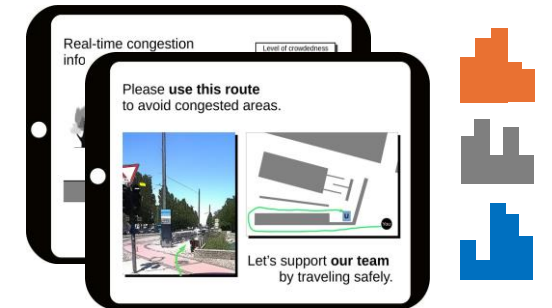 Real-time congestion
info
Level of crowdedness
Please use this route
to avoid congested areas.
U
You
Let's support our team
by traveling safely.